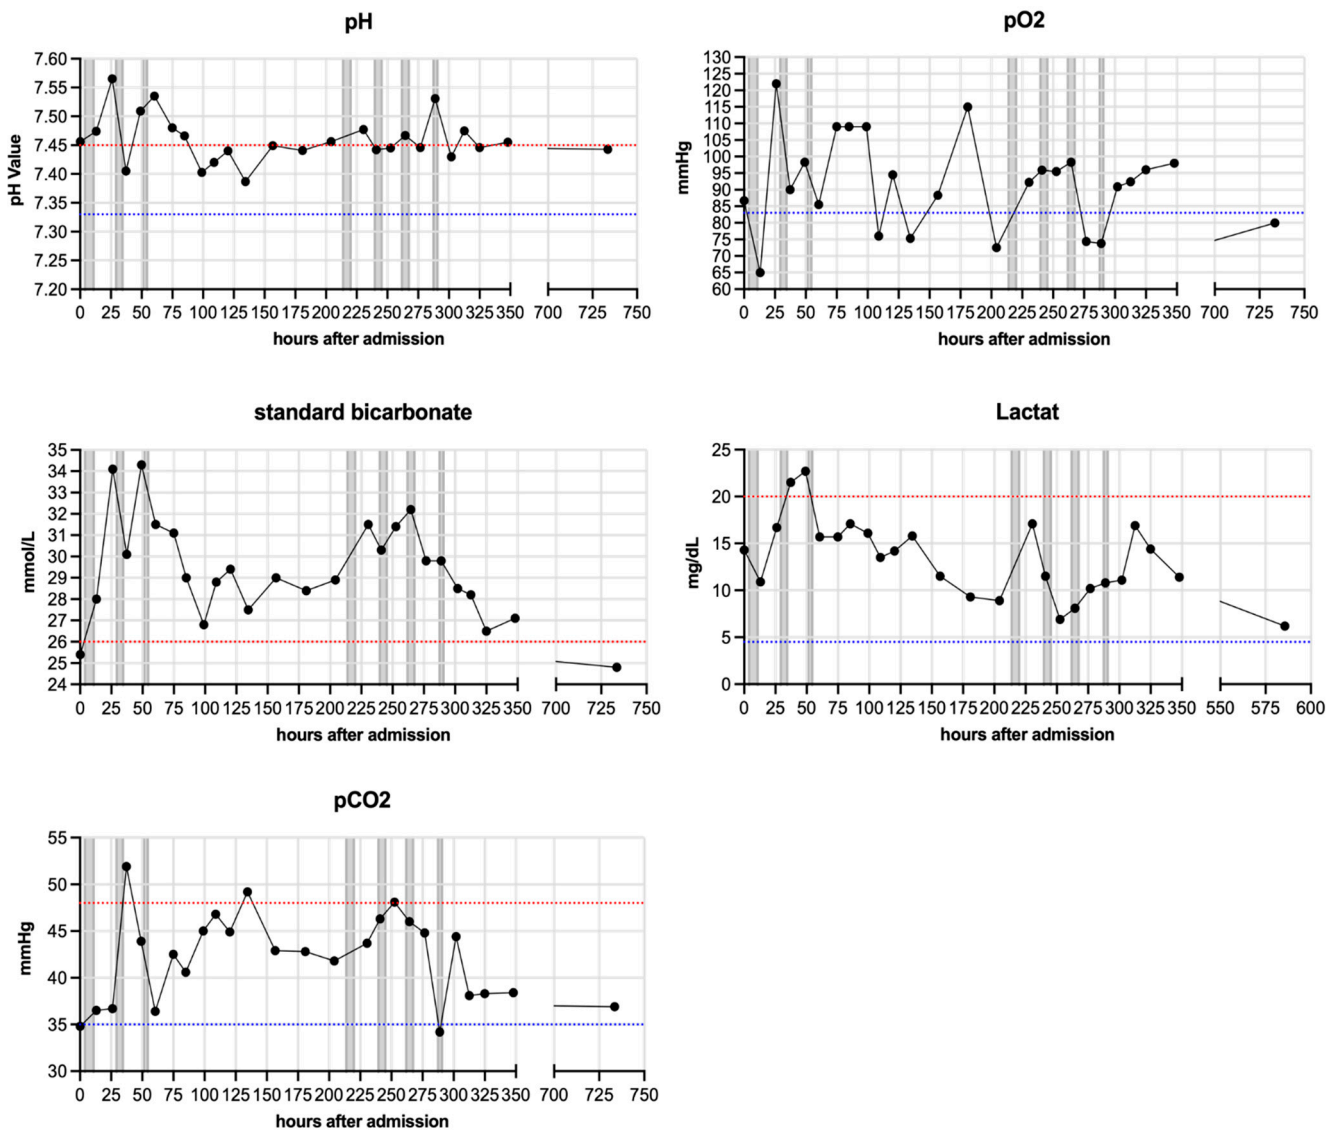 pH
7.60
7.55
7.50
7.45
7.40
7.35
7.30
7.25
7.20
pH Value
0 25 50 75 100 125 150 175 200 225 250 275 300 325 350 700 725 750
hours after admission
pO2
130
125
120
115
110
105
100
95
90
85
80
75
70
65
60
mmHg
0 25 50 75 100 125 150 175 200 225 250 275 300 325 350 700 725 750
hours after admission
standard bicarbonate
35
34
33
32
31
30
29
28
27
26
25
24
mmol/L
0 25 50 75 100 125 150 175 200 225 250 275 300 325 350 700 725 750
hours after admission
Lactat
25
20
15
10
5
0
mg/dL
0 25 50 75 100 125 150 175 200 225 250 275 300 325 350 550 575 600
hours after admission
pCO2
55
50
45
40
35
30
mmHg
0 25 50 75 100 125 150 175 200 225 250 275 300 325 350 700 725 750
hours after admission